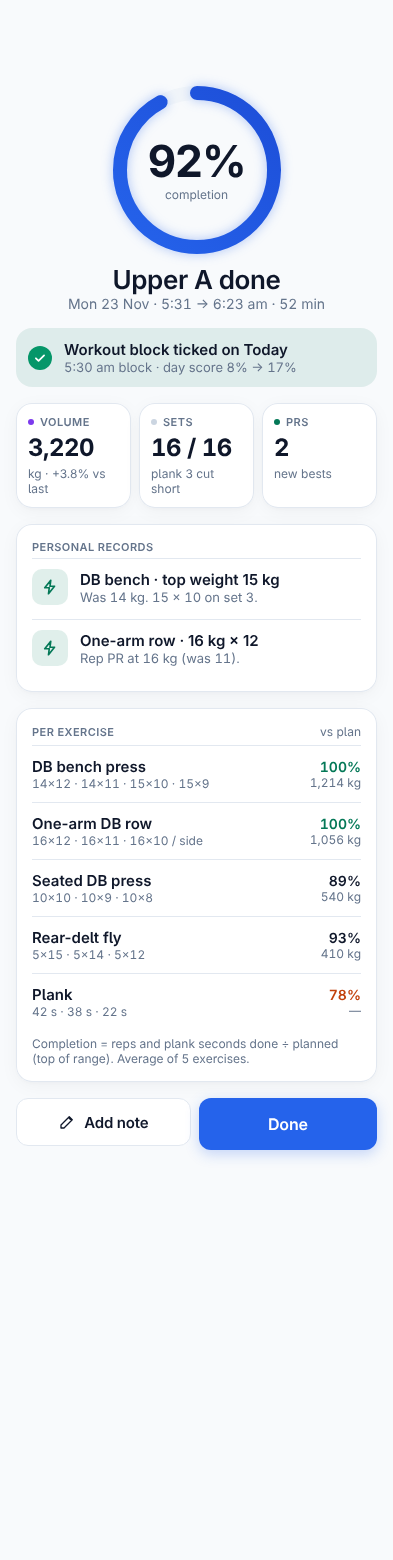 92%
completion
Upper A done
Mon 23 Nov · 5:31 → 6:23 am · 52 min
Workout block ticked on Today
5:30 am block · day score 8% → 17%
VOLUME
3,220
kg · +3.8% vs
last
SETS
16 / 16
plank 3 cut
short
PRS
2
new bests
PERSONAL RECORDS
DB bench · top weight 15 kg
Was 14 kg. 15 × 10 on set 3.
One-arm row · 16 kg × 12
Rep PR at 16 kg (was 11).
PER EXERCISE
vs plan
DB bench press
100%
14×12 · 14×11 · 15×10 · 15×9
1,214 kg
One-arm DB row
100%
16×12 · 16×11 · 16×10 / side
1,056 kg
Seated DB press
89%
10×10 · 10×9 · 10×8
540 kg
Rear-delt fly
93%
5×15 · 5×14 · 5×12
410 kg
Plank
78%
42 s · 38 s · 22 s
—
Completion = reps and plank seconds done ÷ planned
(top of range). Average of 5 exercises.
Add note
Done